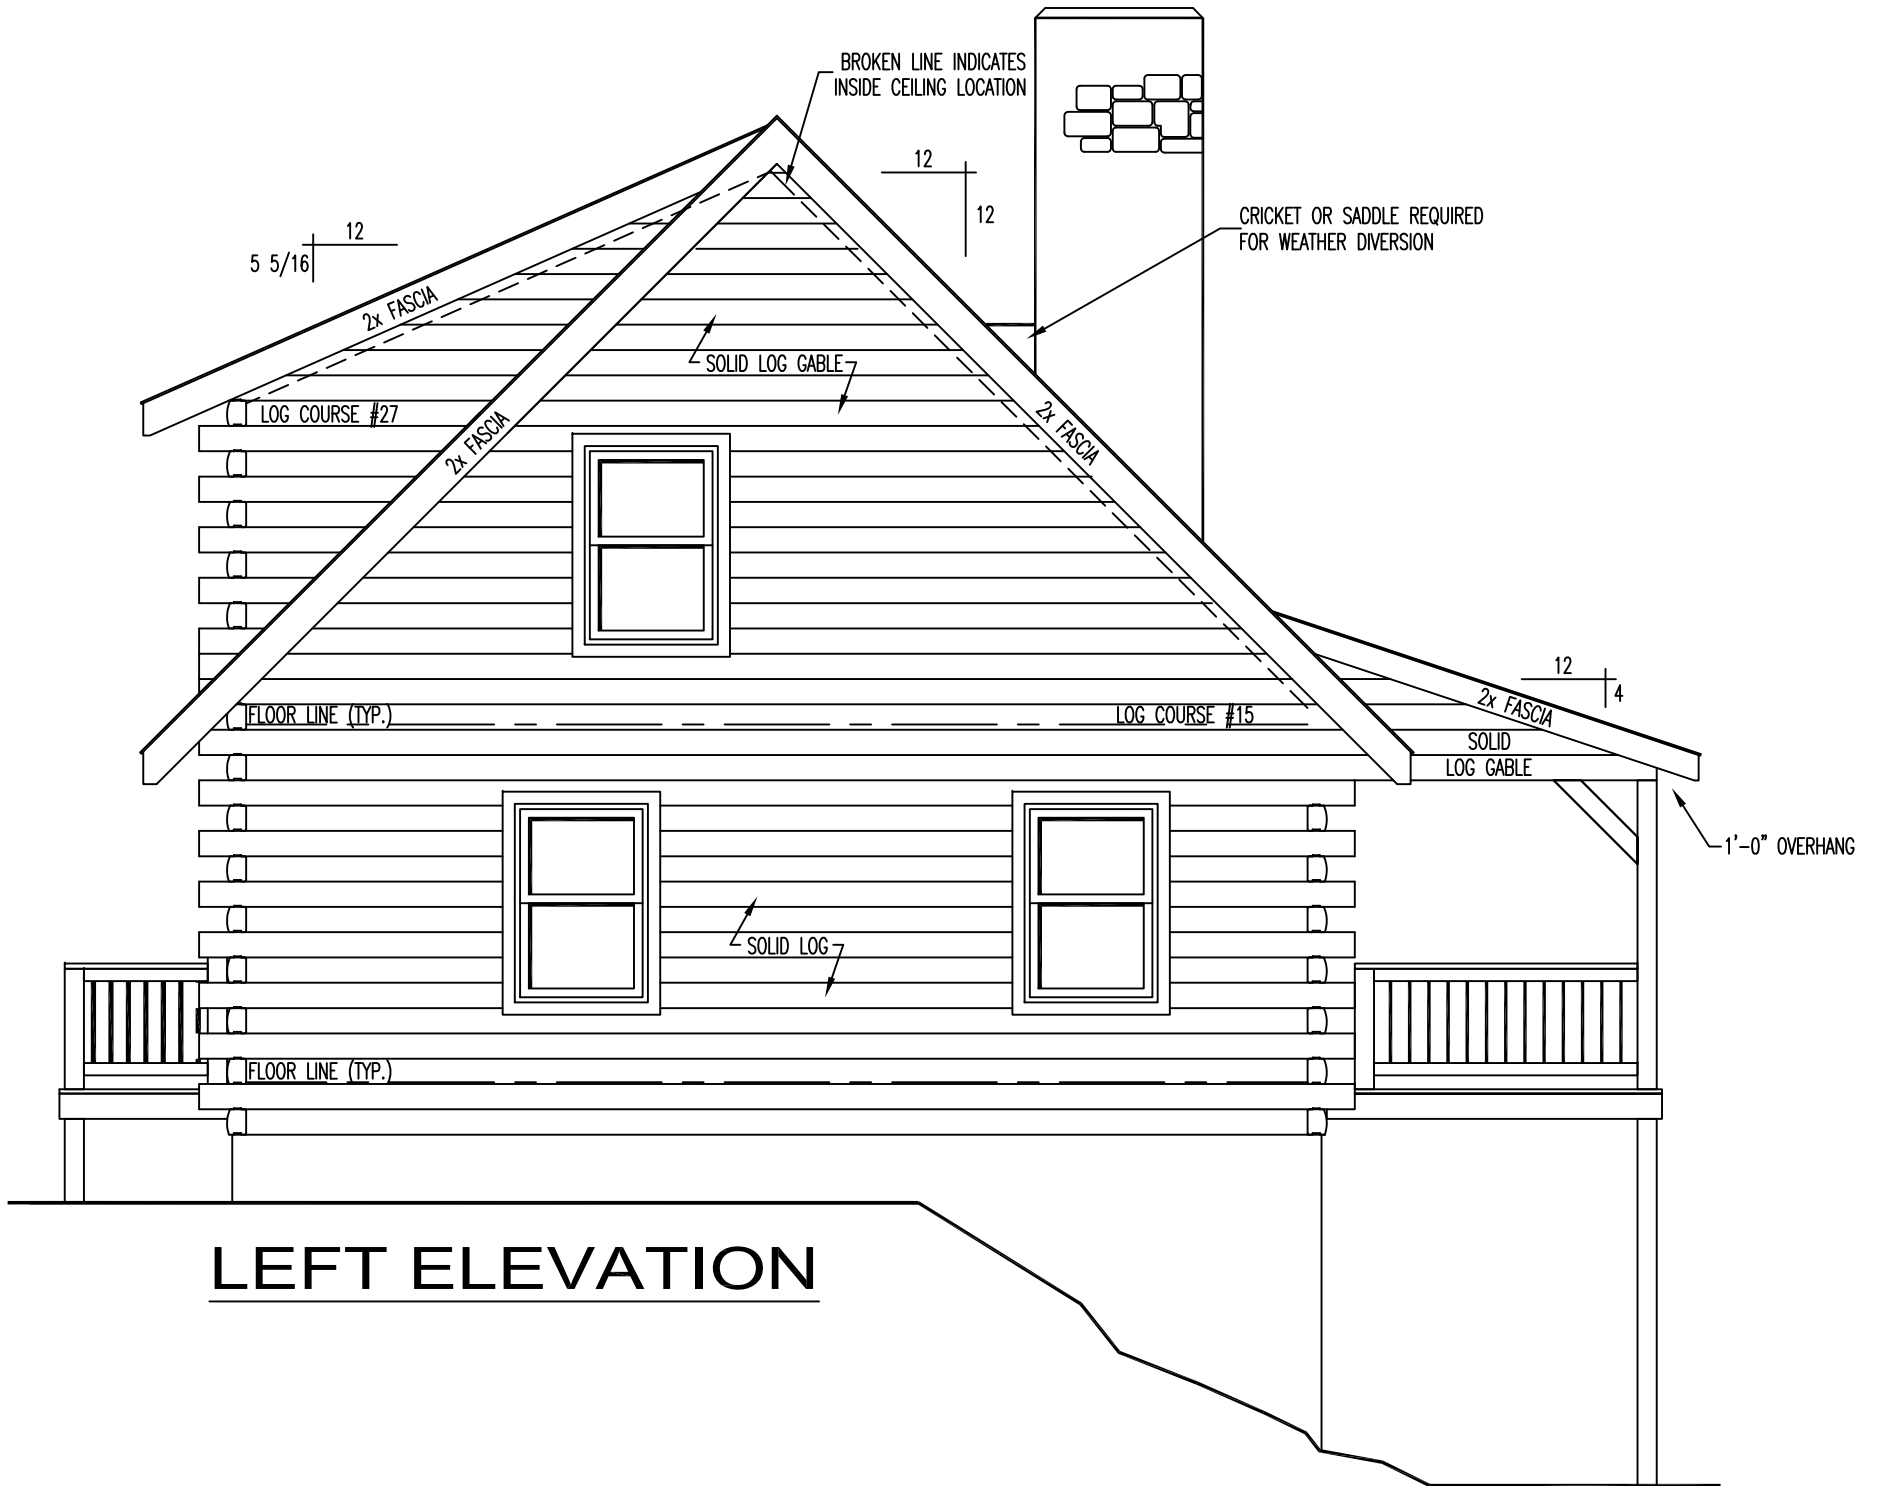 BROKEN LINE INDICATES
INSIDE CEILING LOCATION
12
12
CRICKET OR SADDLE REQUIRED
FOR WEATHER DIVERSION
12
5 5/16
2x FASCIA
SOLID LOG GABLE
LOG COURSE #27
2x FASCIA
2x FASCIA
12
4
2x FASCIA
FLOOR LINE (TYP.)
LOG COURSE #15
SOLID
LOG GABLE
1'-0" OVERHANG
SOLID LOG
FLOOR LINE (TYP.)
LEFT ELEVATION